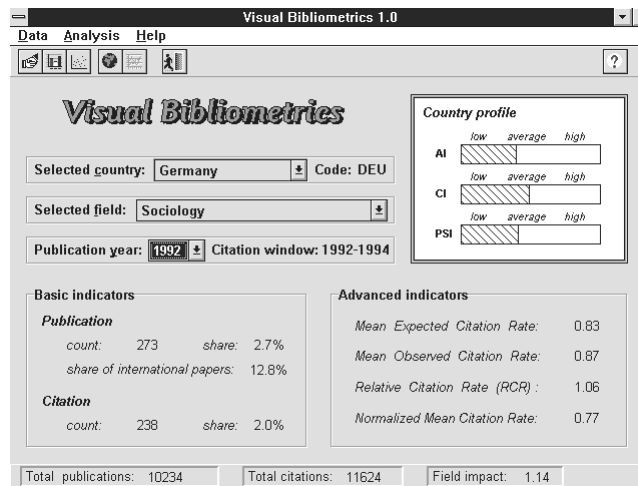 Visual Bibliometrics 1.0
Data Analysis Help
?
Visual Bibliometrics
Country profile
low average high
AI
low average high
CI
low average high
PSI
Selected country: Germany Code: DEU
Selected field: Sociology
Publication year: 1992 Citation window: 1992-1994
Basic indicators
Publication
count: 273 share: 2.7%
share of international papers: 12.8%
Citation
count: 238 share: 2.0%
Advanced indicators
Mean Expected Citation Rate: 0.83
Mean Observed Citation Rate: 0.87
Relative Citation Rate (RCR) : 1.06
Normalized Mean Citation Rate: 0.77
Total publications: 10234 Total citations: 11624 Field impact: 1.14